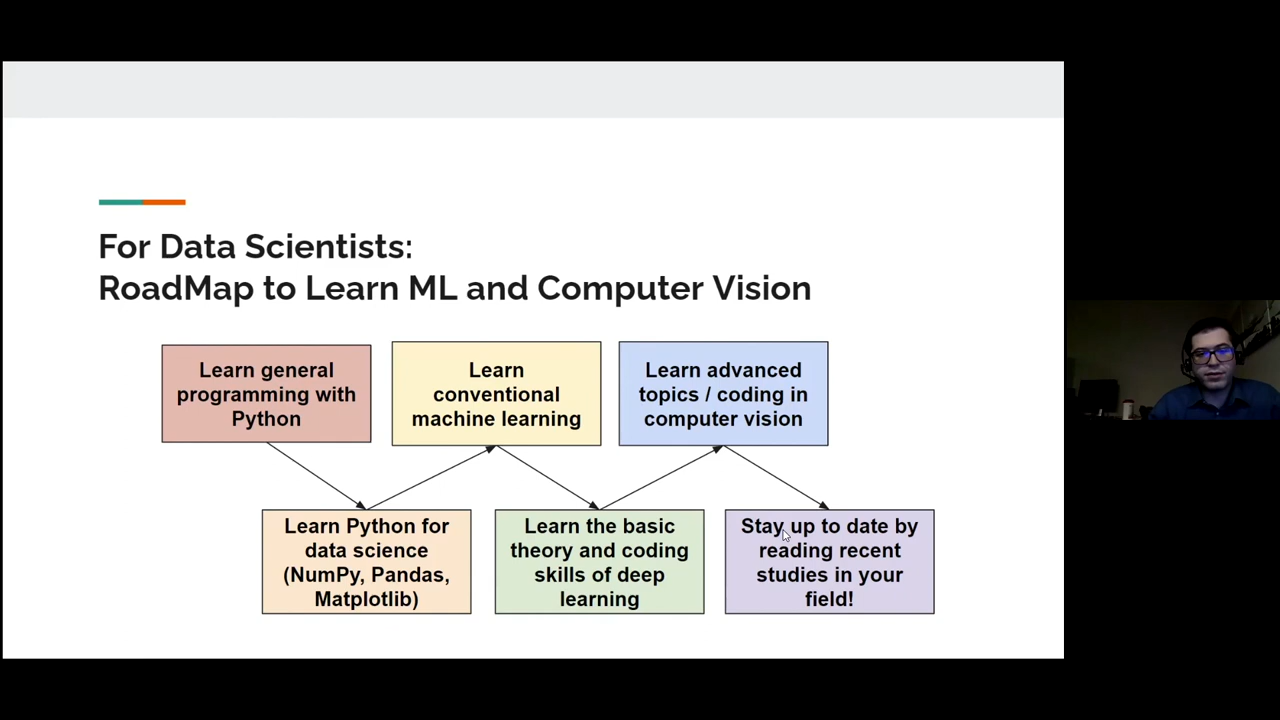 For Data Scientists:
RoadMap to Learn ML and Computer Vision
Learn general
programming with
Python
Learn
conventional
machine learning
Learn advanced
topics / coding in
computer vision
Learn Python for
data science
(NumPy, Pandas,
Matplotlib)
Learn the basic
theory and coding
skills of deep
learning
Stay up to date by
reading recent
studies in your
field!